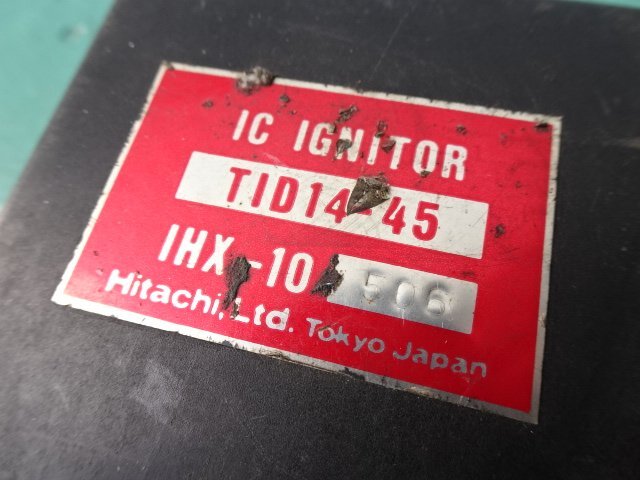 IC IGNITOR
TID14-45
IHX-10 506
Hitachi, Ltd. Tokyo Japan